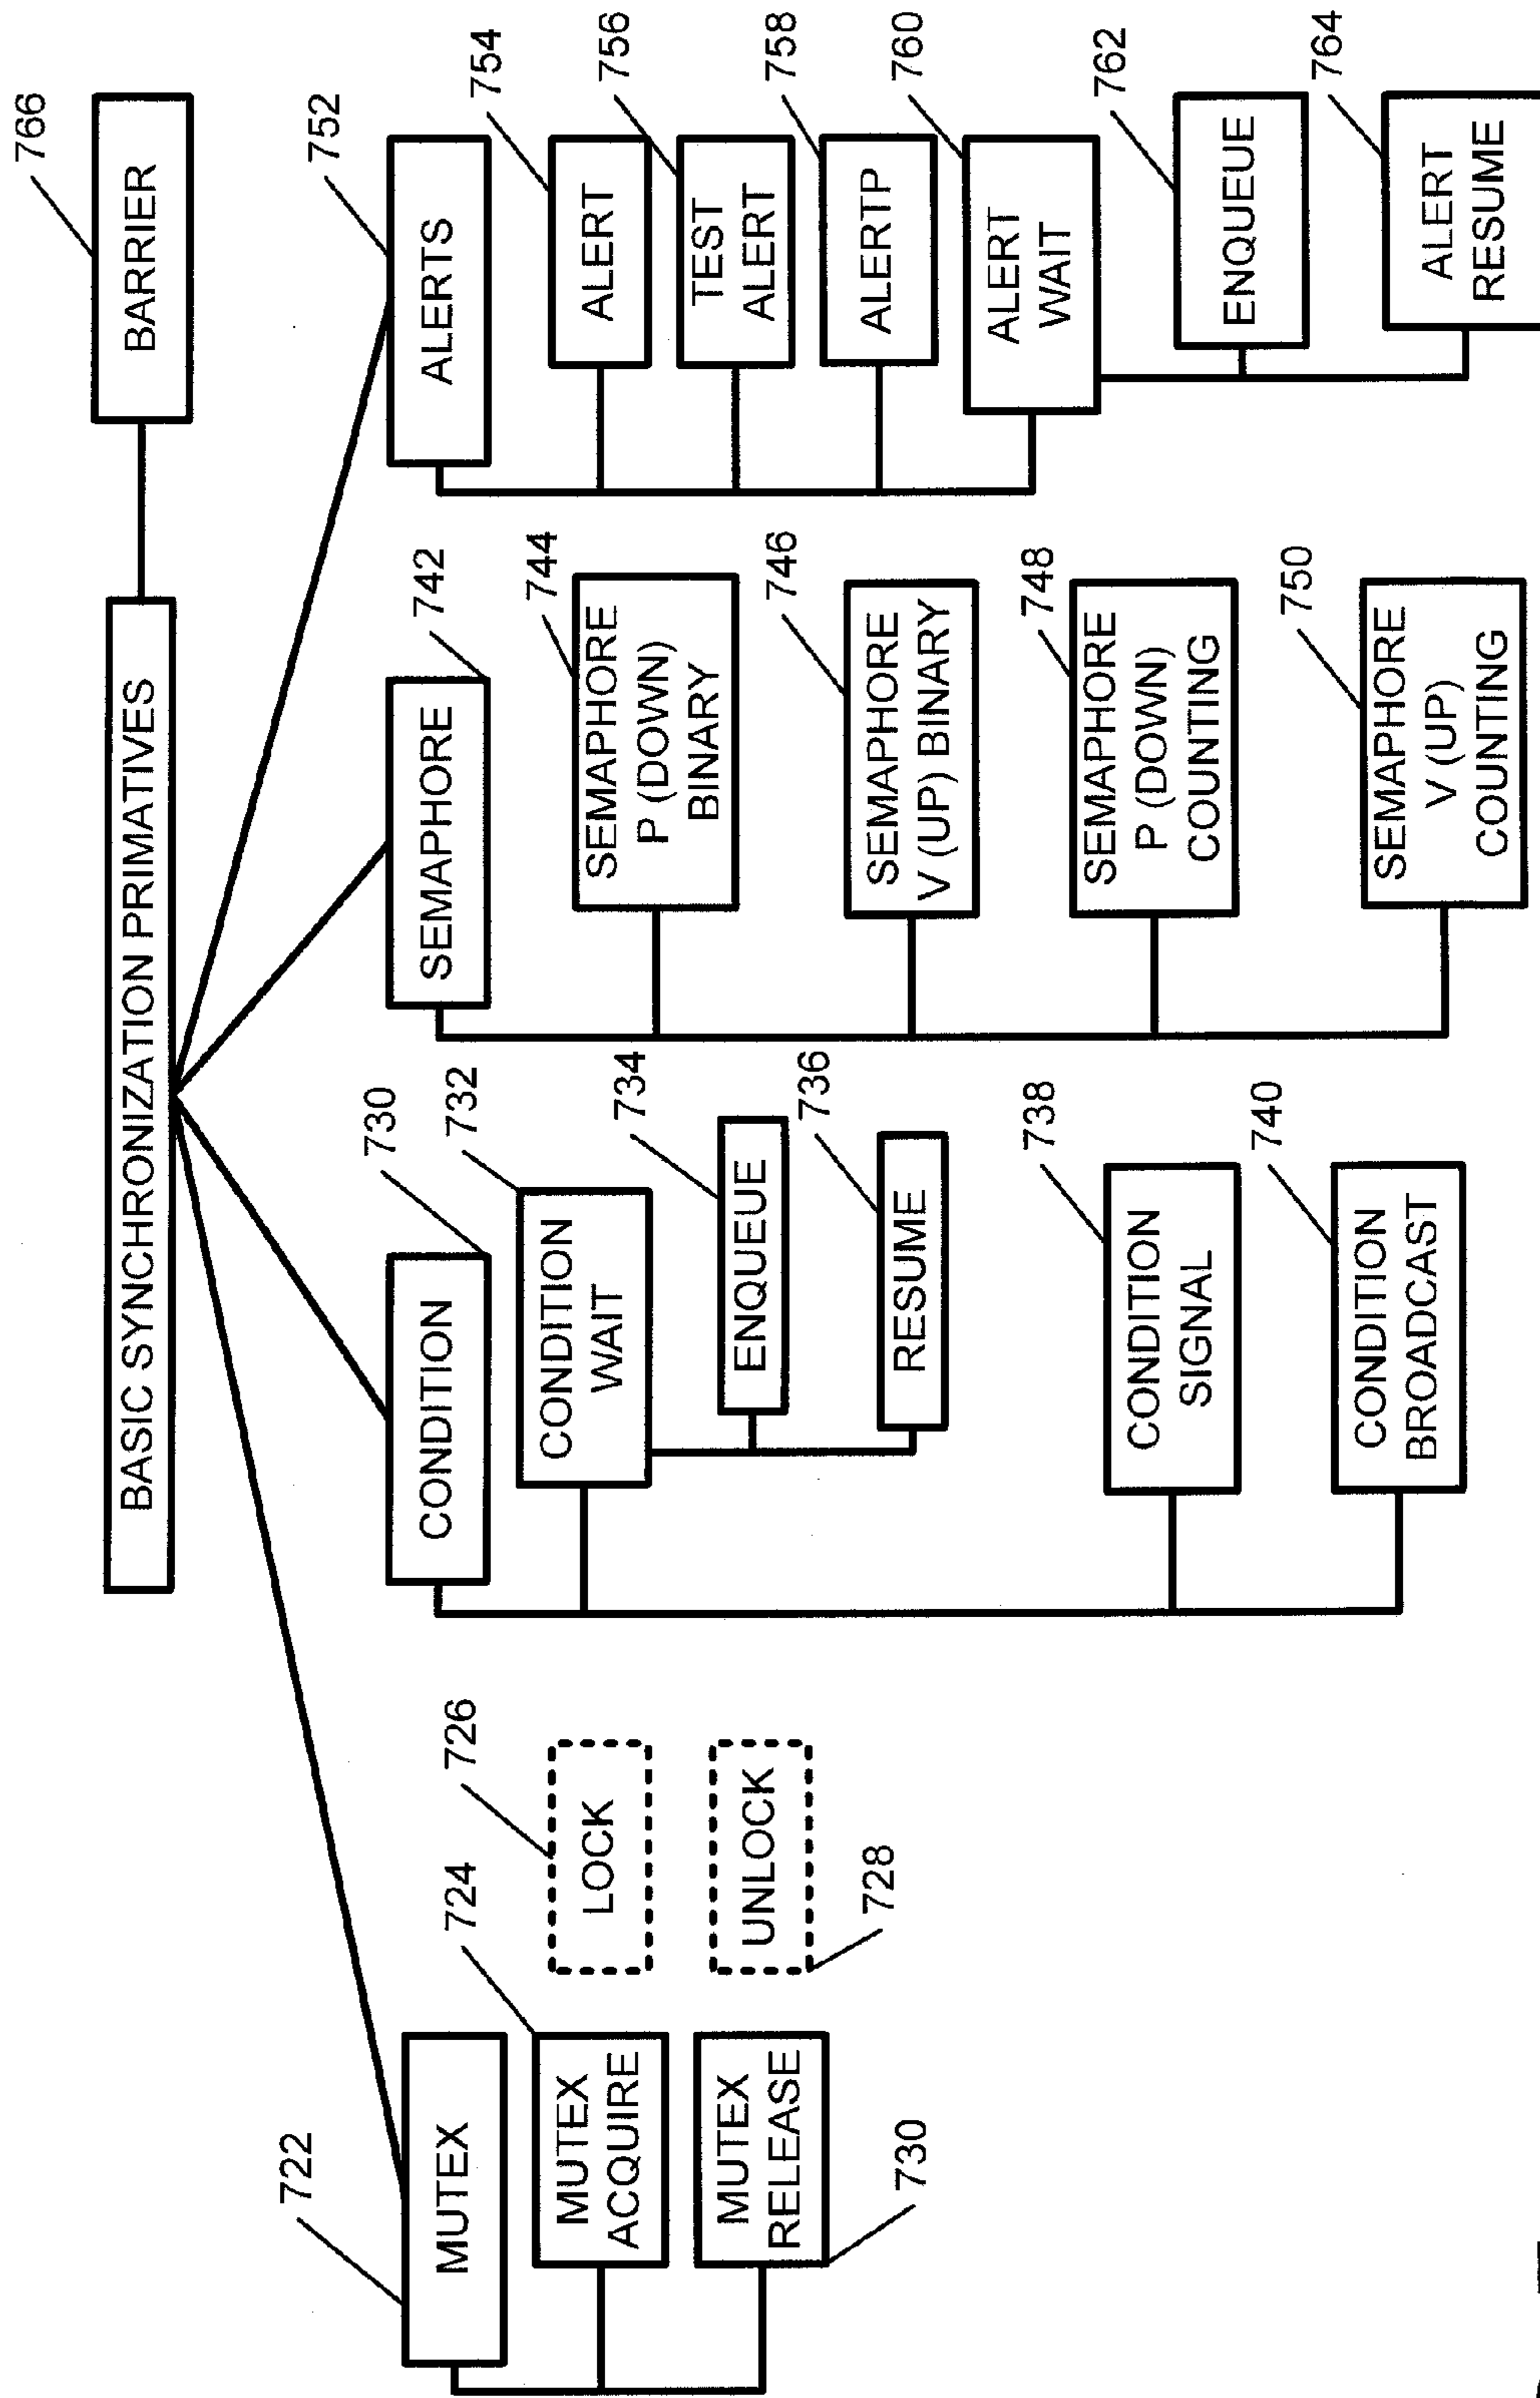 766
BASIC SYNCHRONIZATION PRIMATIVES
BARRIER
722
MUTEX
724
MUTEX
ACQUIRE
726
LOCK
MUTEX
RELEASE
730
UNLOCK
728
730
CONDITION
732
CONDITION
WAIT
734
ENQUEUE
736
RESUME
738
CONDITION
SIGNAL
740
CONDITION
BROADCAST
742
SEMAPHORE
744
SEMAPHORE
P (DOWN)
BINARY
746
SEMAPHORE
V (UP) BINARY
748
SEMAPHORE
P (DOWN)
COUNTING
750
SEMAPHORE
V (UP)
COUNTING
752
ALERTS
754
ALERT
756
TEST
ALERT
758
ALERTP
760
ALERT
WAIT
762
ENQUEUE
764
ALERT
RESUME